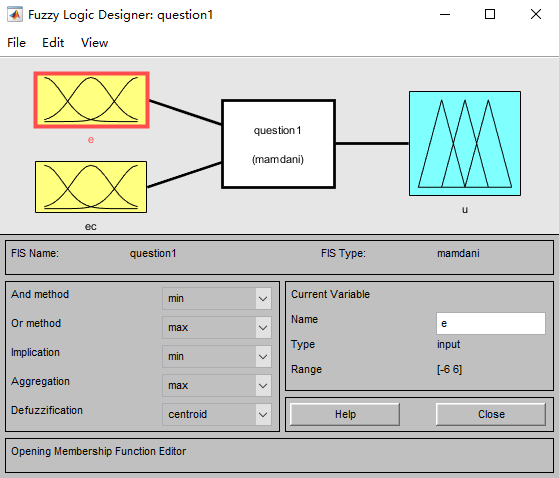 Fuzzy Logic Designer: question1
File Edit View
e
ec
question1
(mamdani)
u
FIS Name: question1 FIS Type: mamdani
And method min
Or method max
Implication min
Aggregation max
Defuzzification centroid
Current Variable
Name e
Type input
Range [-6 6]
Help Close
Opening Membership Function Editor